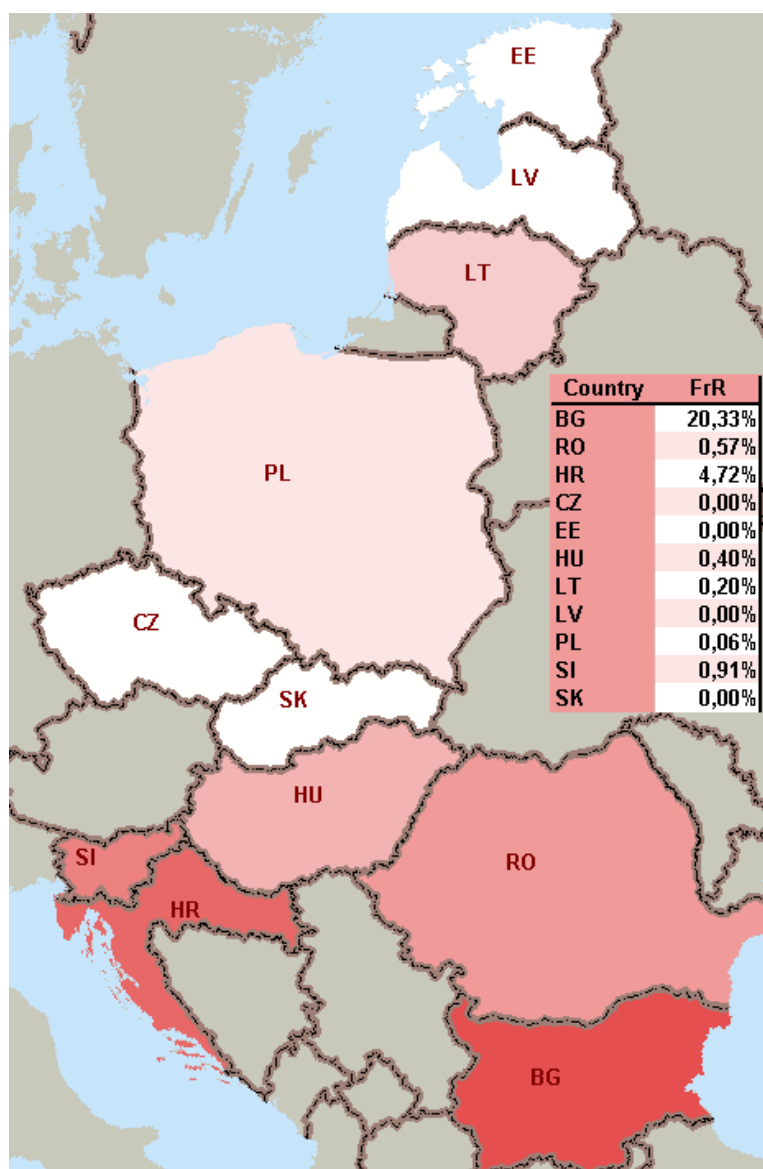 EE
LV
LT
Country FrR
BG 20,33%
RO 0,57%
HR 4,72%
CZ 0,00%
EE 0,00%
HU 0,40%
LT 0,20%
LV 0,00%
PL 0,06%
SI 0,91%
SK 0,00%
PL
CZ
SK
HU
SI
RO
HR
BG